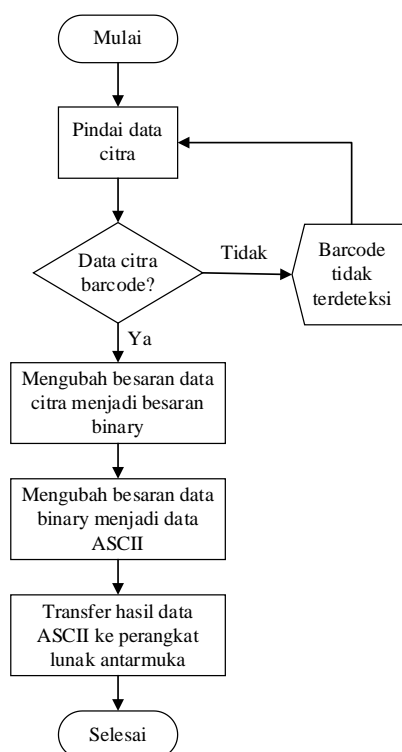 Mulai
Pindai data
citra
Data citra
barcode?
Tidak
Barcode
tidak
terdeteksi
Ya
Mengubah besaran data
citra menjadi besaran
binary
Mengubah besaran data
binary menjadi data
ASCII
Transfer hasil data
ASCII ke perangkat
lunak antarmuka
Selesai